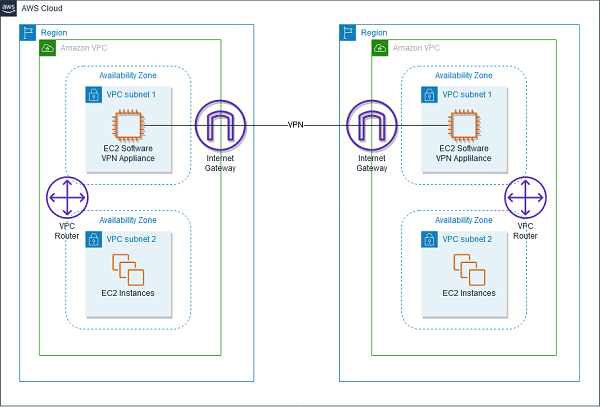 aws
AWS Cloud
Region
Amazon VPC
Availability Zone
VPC subnet 1
EC2 Software
VPN Appliance
Internet
Gateway
VPC
Router
Availability Zone
VPC subnet 2
EC2 Instances
VPN
Region
Amazon VPC
Availability Zone
VPC subnet 1
EC2 Software
VPN Applilance
Internet
Gateway
VPC
Router
Availability Zone
VPC subnet 2
EC2 Instances